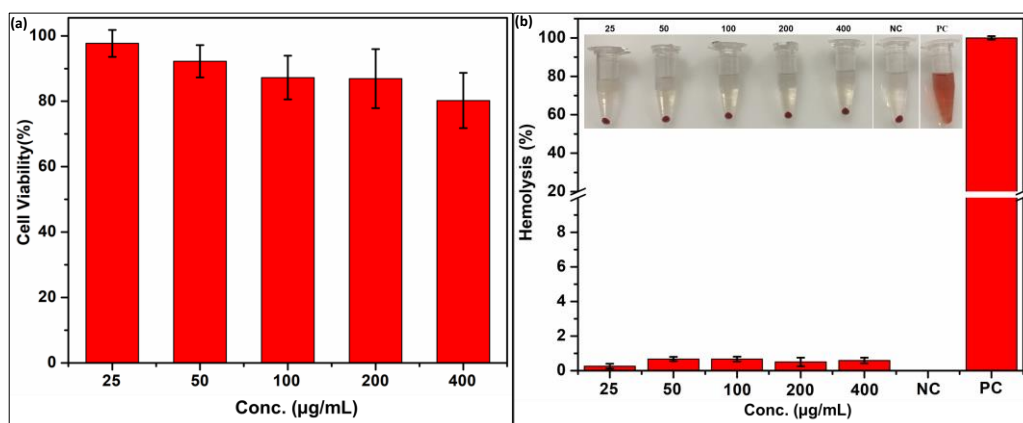 (a)
Cell Viability(%)
100
80
60
40
20
0
25 50 100 200 400
Conc. (µg/mL)
(b)
Hemolysis (%)
100
80
60
40
20
8
6
4
2
0
25 50 100 200 400 NC PC
25 50 100 200 400 NC PC
Conc. (µg/mL)